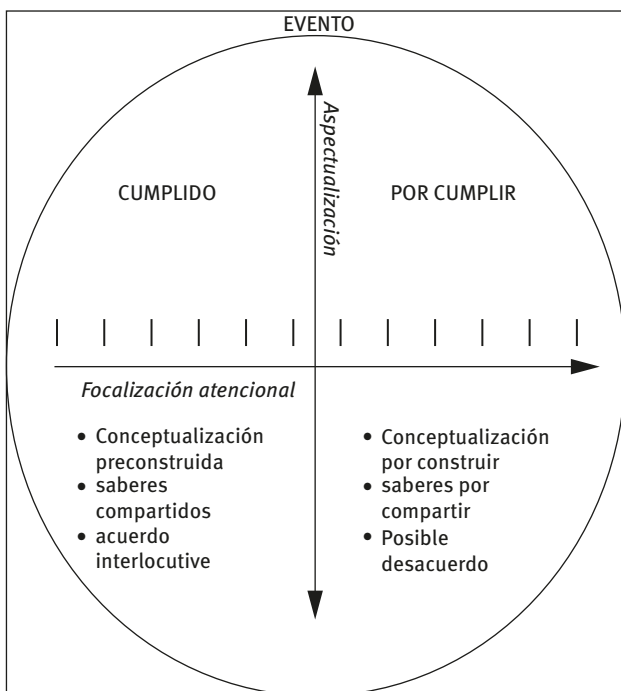 EVENTO
Aspectualización
CUMPLIDO
POR CUMPLIR
Focalización atencional
• Conceptualización
preconstruida
• saberes
compartidos
• acuerdo
interlocutive
• Conceptualización
por construir
• saberes por
compartir
• Posible
desacuerdo